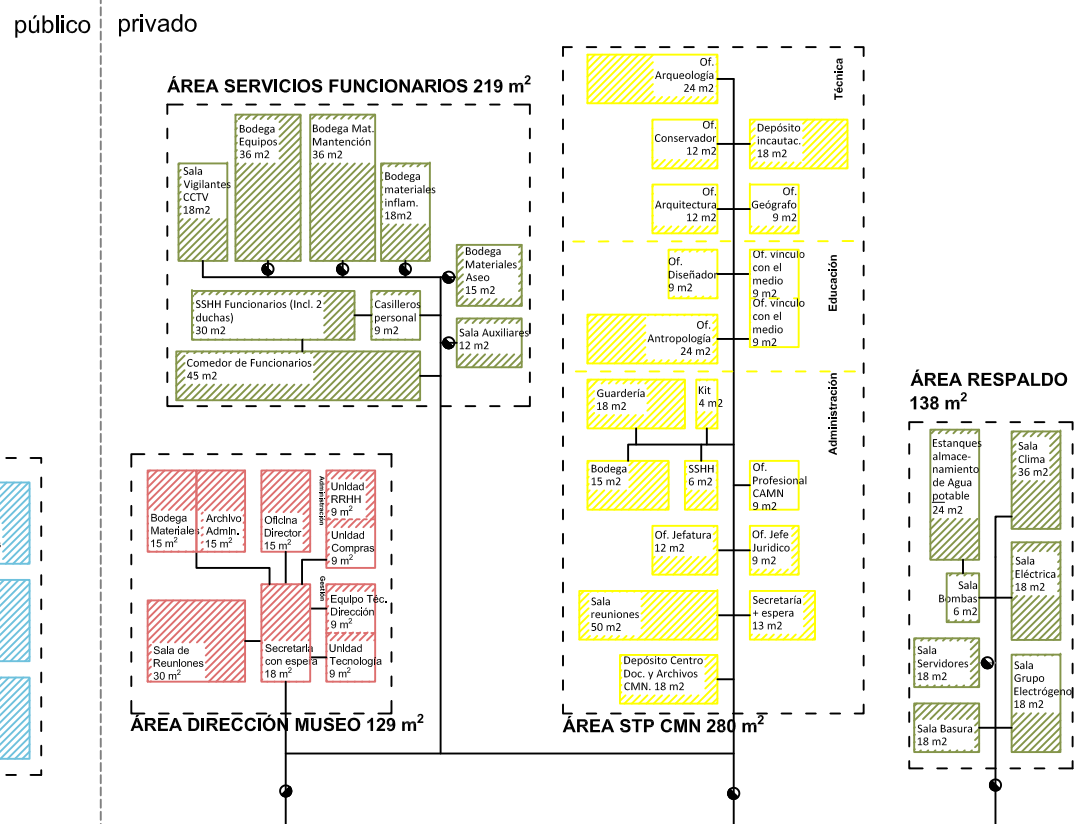 público
privado
ÁREA SERVICIOS FUNCIONARIOS 219 m²
Bodega
Equipos
36 m2
Bodega Mat.
Mantención
36 m2
Sala
Vigilantes
CCTV
18m2
Bodega
materiales
inflam.
18m2
Bodega
Materiales
Aseo
15 m2
SSHH Funcionarios (Incl. 2
duchas)
30 m2
Casilleros
personal
9 m2
Sala Auxiliares
12 m2
Comedor de Funcionarios
45 m2
Bodega
Materiales
15 m²
Archivo
Admin.
15 m²
Oficina
Director
15 m²
Administración
Unidad
RRHH
9 m²
Unidad
Compras
9 m²
Gestión
Equipo Téc.
Dirección
9 m²
Unidad
Tecnología
9 m²
Sala de
Reuniones
30 m²
Secretaría
con espera
18 m²
ÁREA DIRECCIÓN MUSEO 129 m²
Técnica
Of.
Arqueología
24 m2
Of.
Conservador
12 m2
Depósito
incautac.
18 m2
Of.
Arquitectura
12 m2
Of.
Geógrafo
9 m2
Educación
Of.
Diseñador
9 m2
Of. vínculo
con el
medio
9 m2
Of. vínculo
con el
medio
9 m2
Of.
Antropología
24 m2
Administración
Guardería
18 m2
Kit
4 m2
Bodega
15 m2
SSHH
6 m2
Of.
Profesional
CAMN
9 m2
Of. Jefatura
12 m2
Of. Jefe
Juridico
9 m2
Sala
reuniones
50 m2
Secretaría
+ espera
13 m2
Depósito Centro
Doc. y Archivos
CMN. 18 m2
ÁREA STP CMN 280 m²
ÁREA RESPALDO
138 m²
Estanques
almace-
namiento
de Agua
potable
24 m2
Sala
Clima
36 m2
Sala
Bombas
6 m2
Sala
Eléctrica
18 m2
Sala
Servidores
18 m2
Sala
Grupo
Electrógeno
18 m2
Sala Basura
18 m2